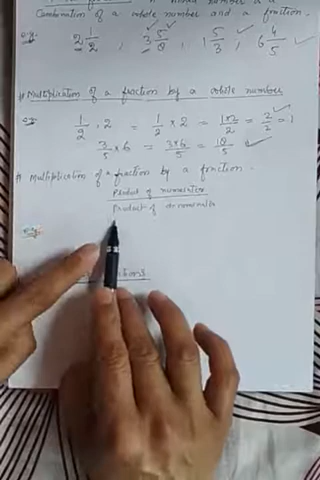 Combination of a whole number and a fraction.
eg:- 2 1/2 , 3 5/8 , 1 5/3 , 6 4/5
# Multiplication of a fraction by a whole number
eg:- 1/2 . 2 = 1/2 × 2 = 1×2/2 = 2/2 = 1
3/5 × 6 = 3×6/5 = 18/5
# Multiplication of a fraction by a fraction.
Product of numerator
Product of denominator
eg:-